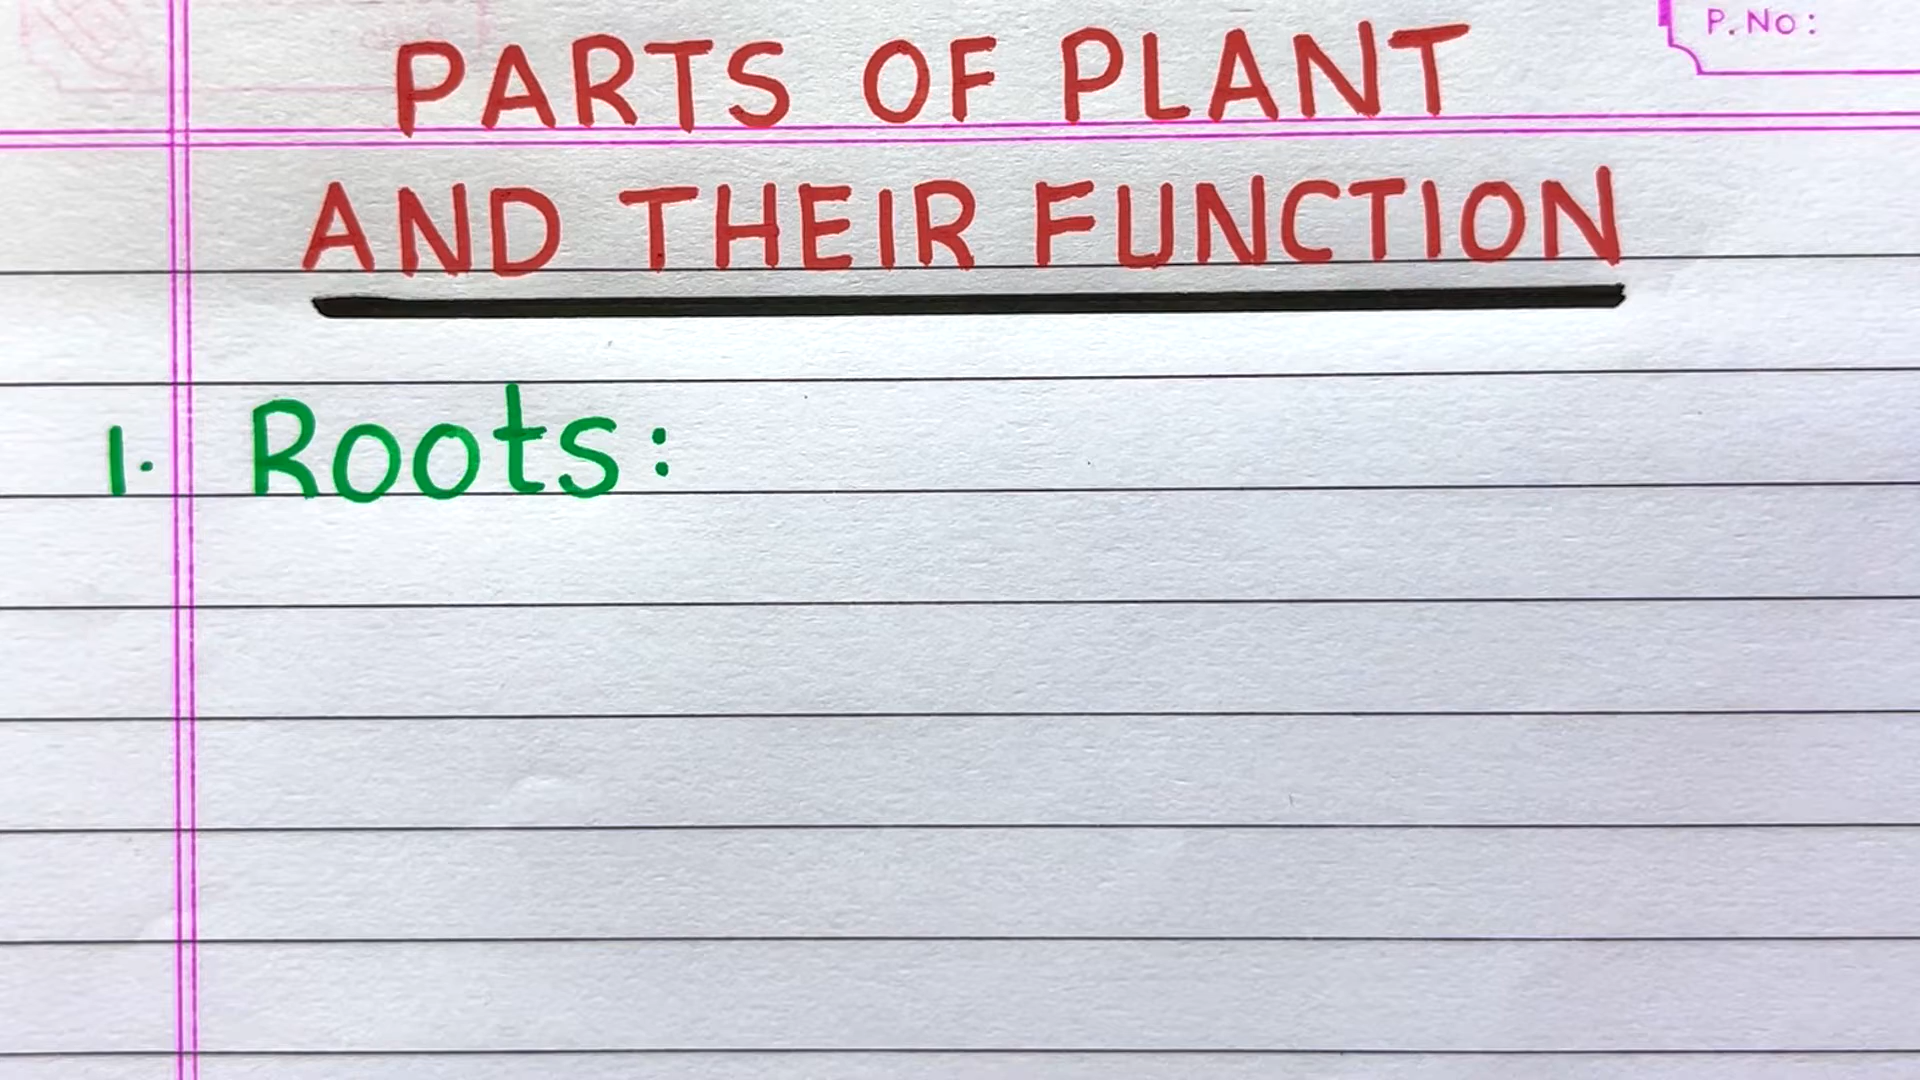 P. No:
PARTS OF PLANT
AND THEIR FUNCTION
1. Roots: